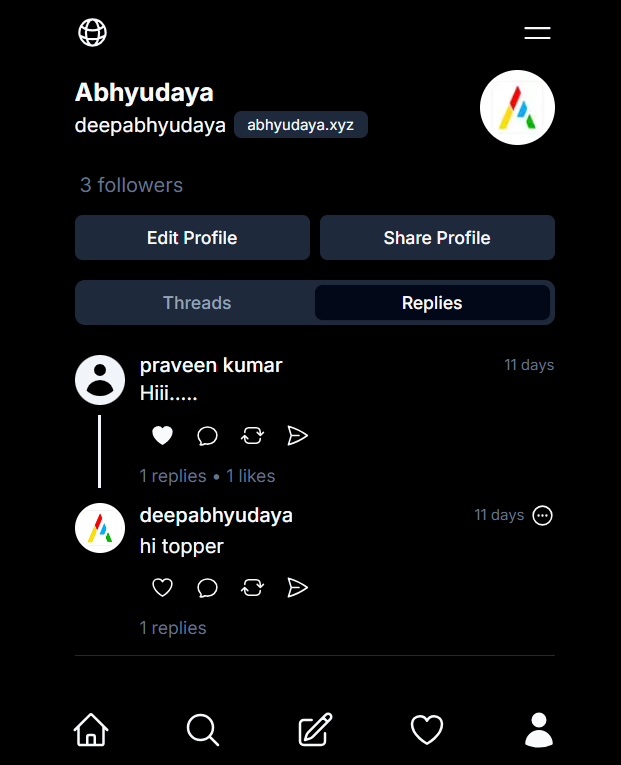 Abhyudaya
deepabhyudaya abhyudaya.xyz
3 followers
Edit Profile Share Profile
Threads Replies
praveen kumar 11 days
Hiii.....
1 replies • 1 likes
deepabhyudaya 11 days
hi topper
1 replies